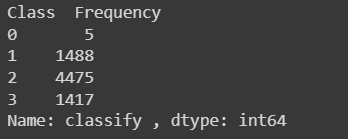 Class  Frequency
0       5
1    1488
2    4475
3    1417
Name: classify , dtype: int64